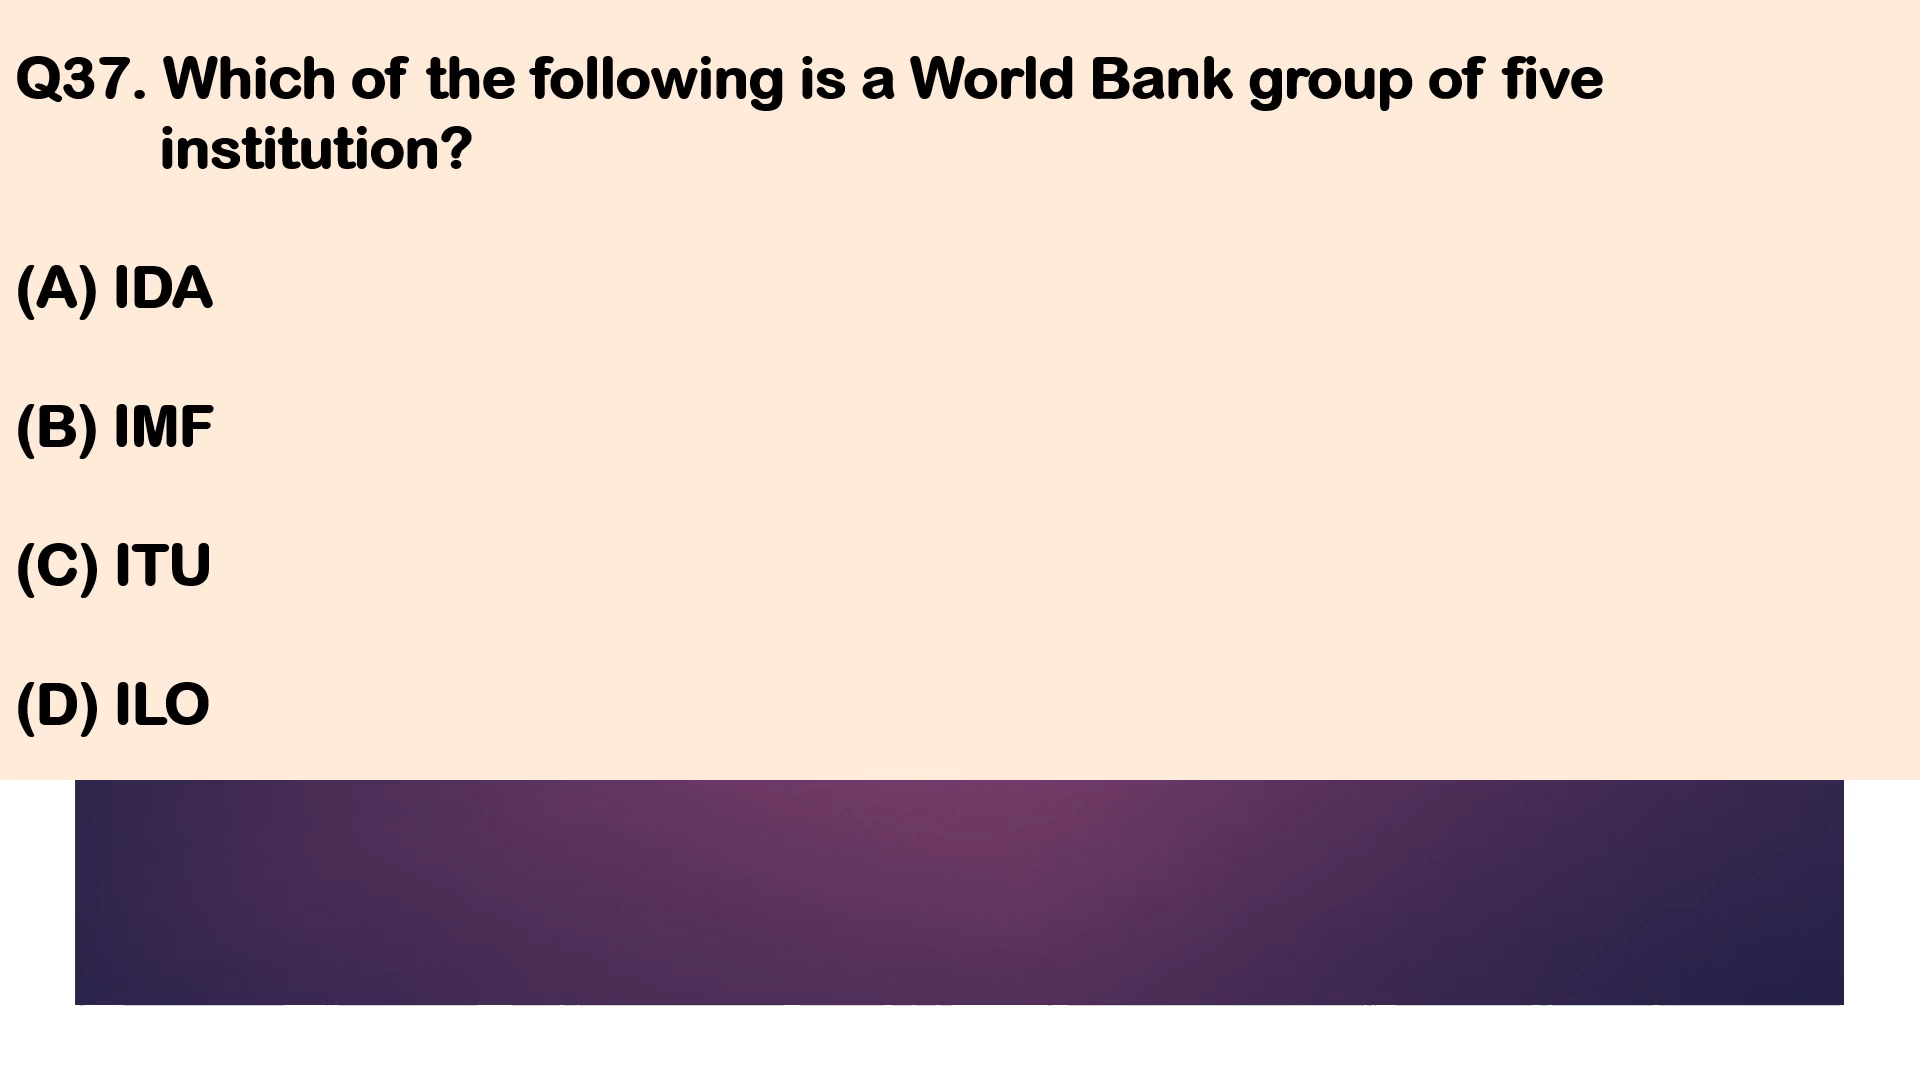 Q37. Which of the following is a World Bank group of five
institution?
(A) IDA
(B) IMF
(C) ITU
(D) ILO